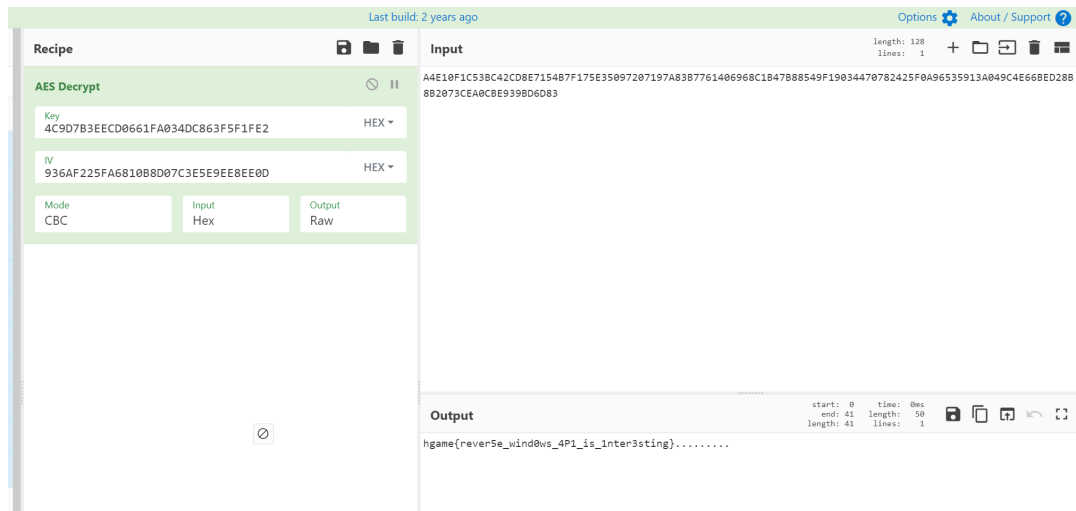 Last build: 2 years ago
Options
About / Support
Recipe
Input
length: 128
lines: 1
AES Decrypt
Key
4C9D7B3EECD0661FA034DC863F5F1FE2
HEX
IV
936AF225FA6810B8D07C3E5E9EE8EE0D
HEX
Mode
CBC
Input
Hex
Output
Raw
A4E10F1C53BC42CD8E7154B7F175E35097207197A83B7761406968C1B47B88549F19034470782425F0A96535913A049C4E66BED28B
8B2073CEA0CBE939BD6D83
Output
start: 0
end: 41
length: 41
time: 0ms
length: 50
lines: 1
hgame{rever5e_wind0ws_4P1_is_1nter3sting}.........